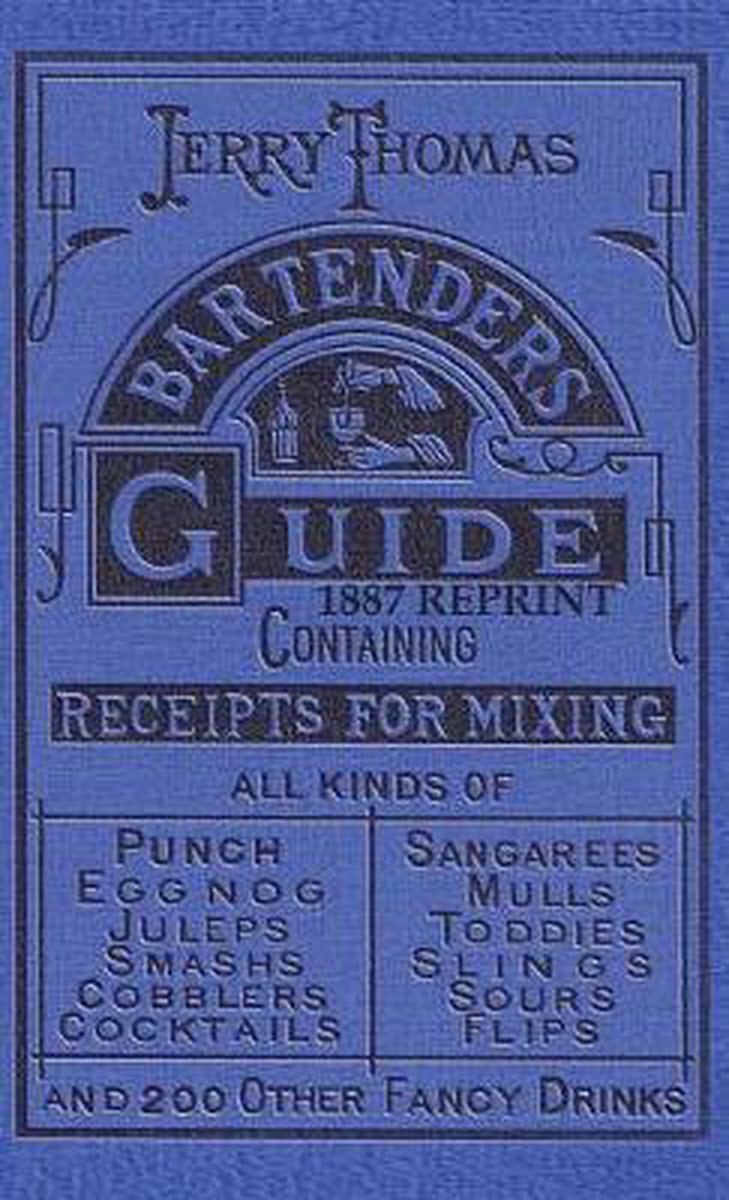 JERRY THOMAS
BARTENDERS
GUIDE
1887 REPRINT
CONTAINING
RECEIPTS FOR MIXING
ALL KINDS OF
PUNCH
EGGNOG
JULEPS
SMASHS
COBBLERS
COCKTAILS
SANGAREES
MULLS
TODDIES
SLINGS
SOURS
FLIPS
AND 200 OTHER FANCY DRINKS